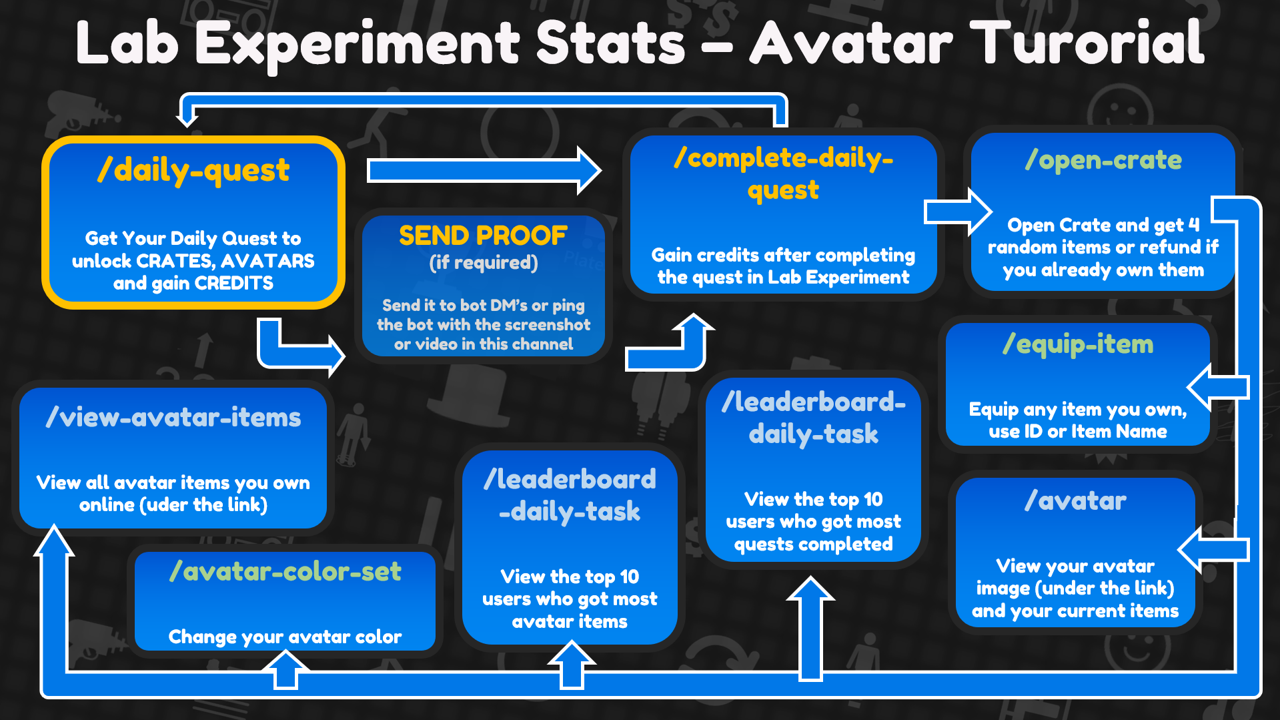 Lab Experiment Stats – Avatar Turorial
/daily-quest
Get Your Daily Quest to
unlock CRATES, AVATARS
and gain CREDITS
SEND PROOF
(if required)
Send it to bot DM's or ping
the bot with the screenshot
or video in this channel
/complete-daily-
quest
Gain credits after completing
the quest in Lab Experiment
/open-crate
Open Crate and get 4
random items or refund if
you already own them
/equip-item
Equip any item you own,
use ID or Item Name
/avatar
View your avatar
image (under the link)
and your current items
/view-avatar-items
View all avatar items you own
online (uder the link)
/avatar-color-set
Change your avatar color
/leaderboard
-daily-task
View the top 10
users who got most
avatar items
/leaderboard-
daily-task
View the top 10
users who got most
quests completed